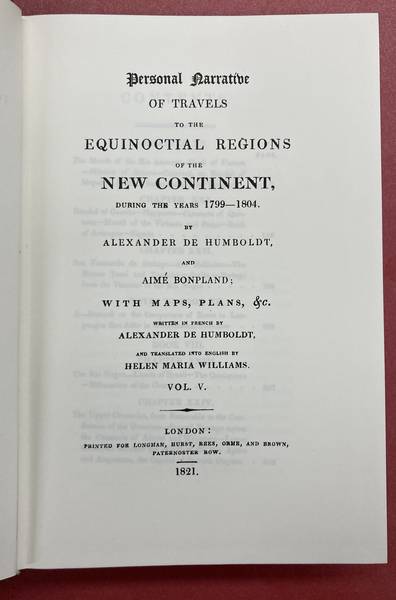 Personal Narrative
OF TRAVELS
TO THE
EQUINOCTIAL REGIONS
OF THE
NEW CONTINENT,
DURING THE YEARS 1799—1804.
BY
ALEXANDER DE HUMBOLDT,
AND
AIMÉ BONPLAND;
WITH MAPS, PLANS, &c.
WRITTEN IN FRENCH BY
ALEXANDER DE HUMBOLDT,
AND TRANSLATED INTO ENGLISH BY
HELEN MARIA WILLIAMS.
VOL. V.
LONDON:
PRINTED FOR LONGMAN, HURST, REES, ORME, AND BROWN,
PATERNOSTER ROW.
1821.